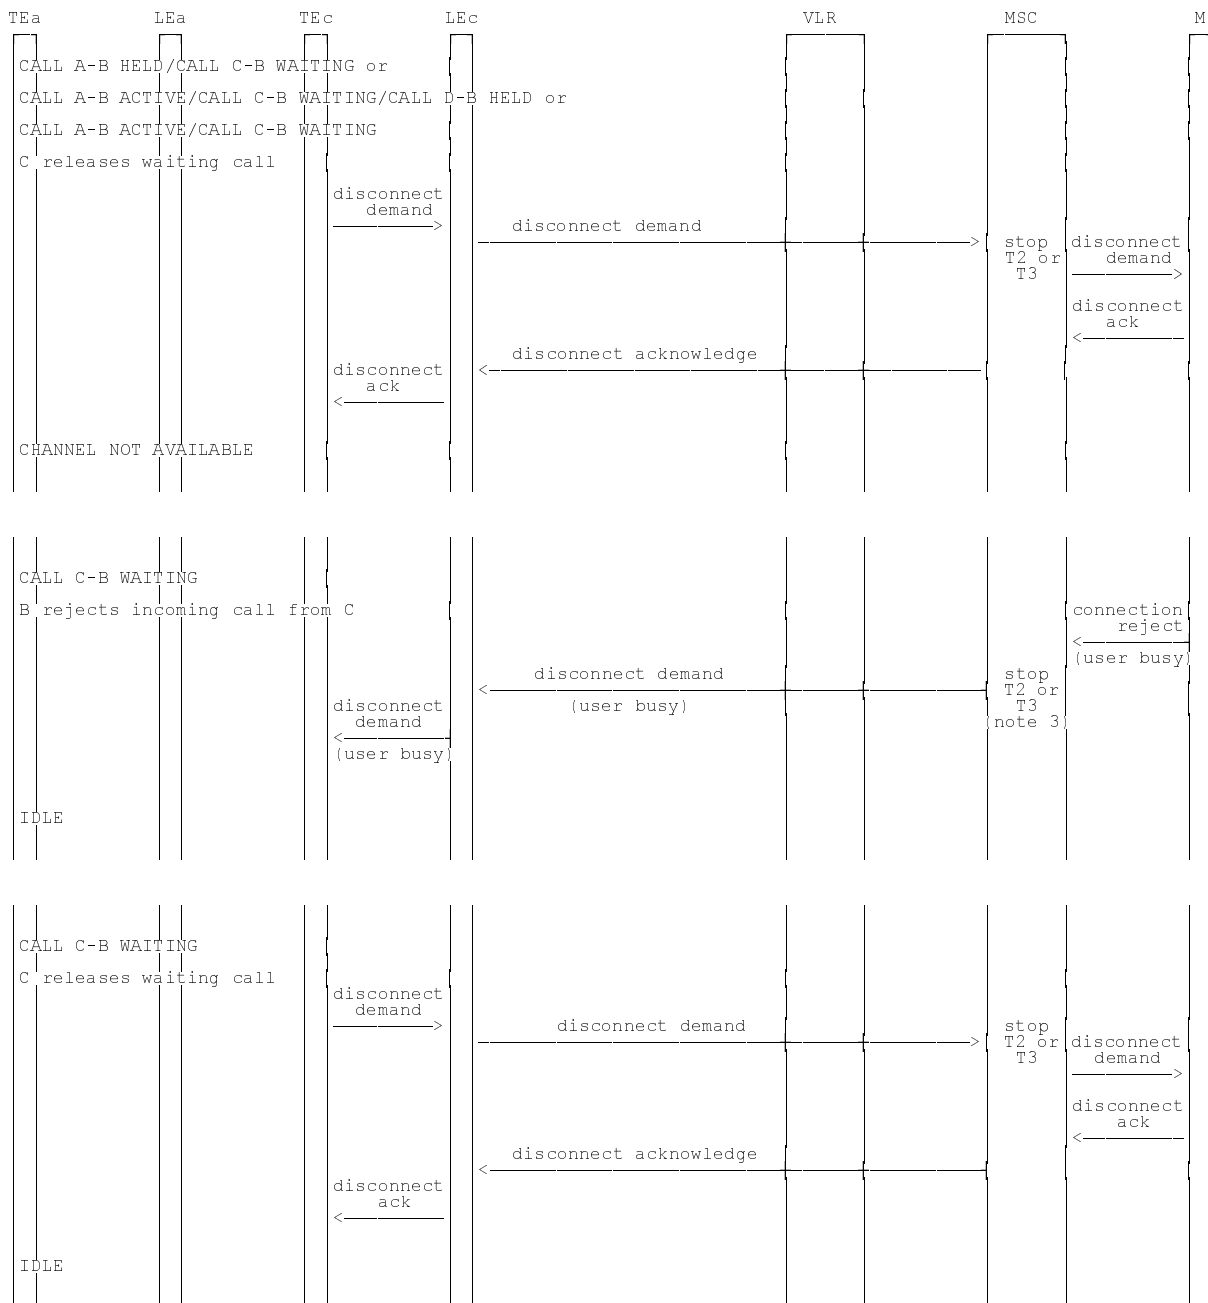 TEa LEa TEc LEc VLR MSC M
CALL A-B HELD/CALL C-B WAITING or
CALL A-B ACTIVE/CALL C-B WAITING/CALL D-B HELD or
CALL A-B ACTIVE/CALL C-B WAITING
C releases waiting call
disconnect
demand
disconnect demand
stop
T2 or
T3
disconnect
demand
disconnect
ack
disconnect acknowledge
disconnect
ack
CHANNEL NOT AVAILABLE
CALL C-B WAITING
B rejects incoming call from C
connection
reject
(user busy)
stop
T2 or
T3
(note 3)
disconnect demand
(user busy)
disconnect
demand
(user busy)
IDLE
CALL C-B WAITING
C releases waiting call
disconnect
demand
disconnect demand
stop
T2 or
T3
disconnect
demand
disconnect
ack
disconnect acknowledge
disconnect
ack
IDLE